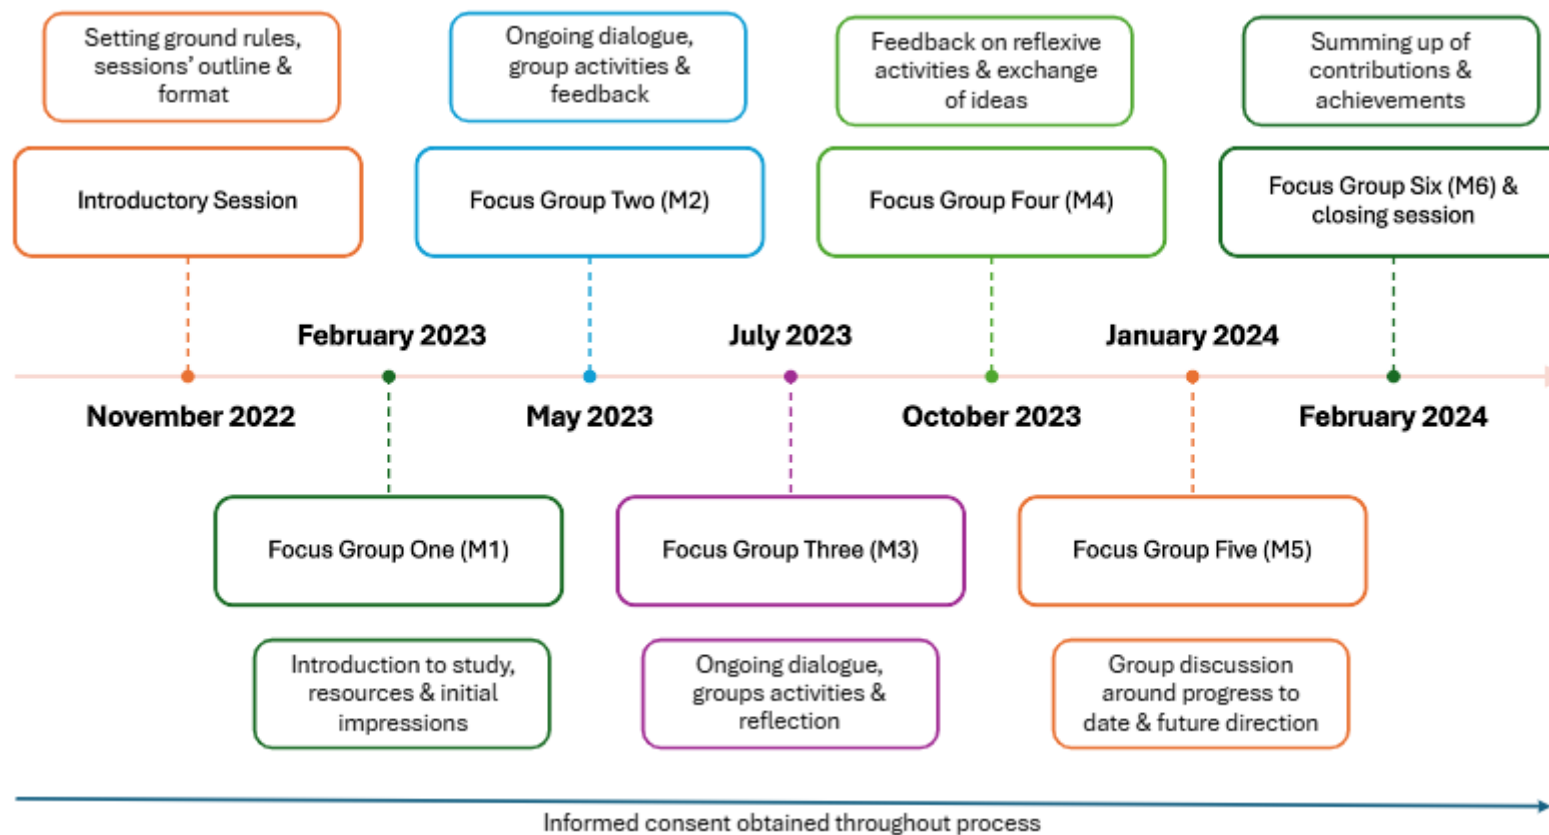 Setting ground rules,
sessions' outline &
format
Ongoing dialogue,
group activities &
feedback
Feedback on reflexive
activities & exchange
of ideas
Summing up of
contributions &
achievements
Introductory Session
Focus Group Two (M2)
Focus Group Four (M4)
Focus Group Six (M6) &
closing session
February 2023
July 2023
January 2024
November 2022
May 2023
October 2023
February 2024
Focus Group One (M1)
Focus Group Three (M3)
Focus Group Five (M5)
Introduction to study,
resources & initial
impressions
Ongoing dialogue,
groups activities &
reflection
Group discussion
around progress to
date & future direction
Informed consent obtained throughout process